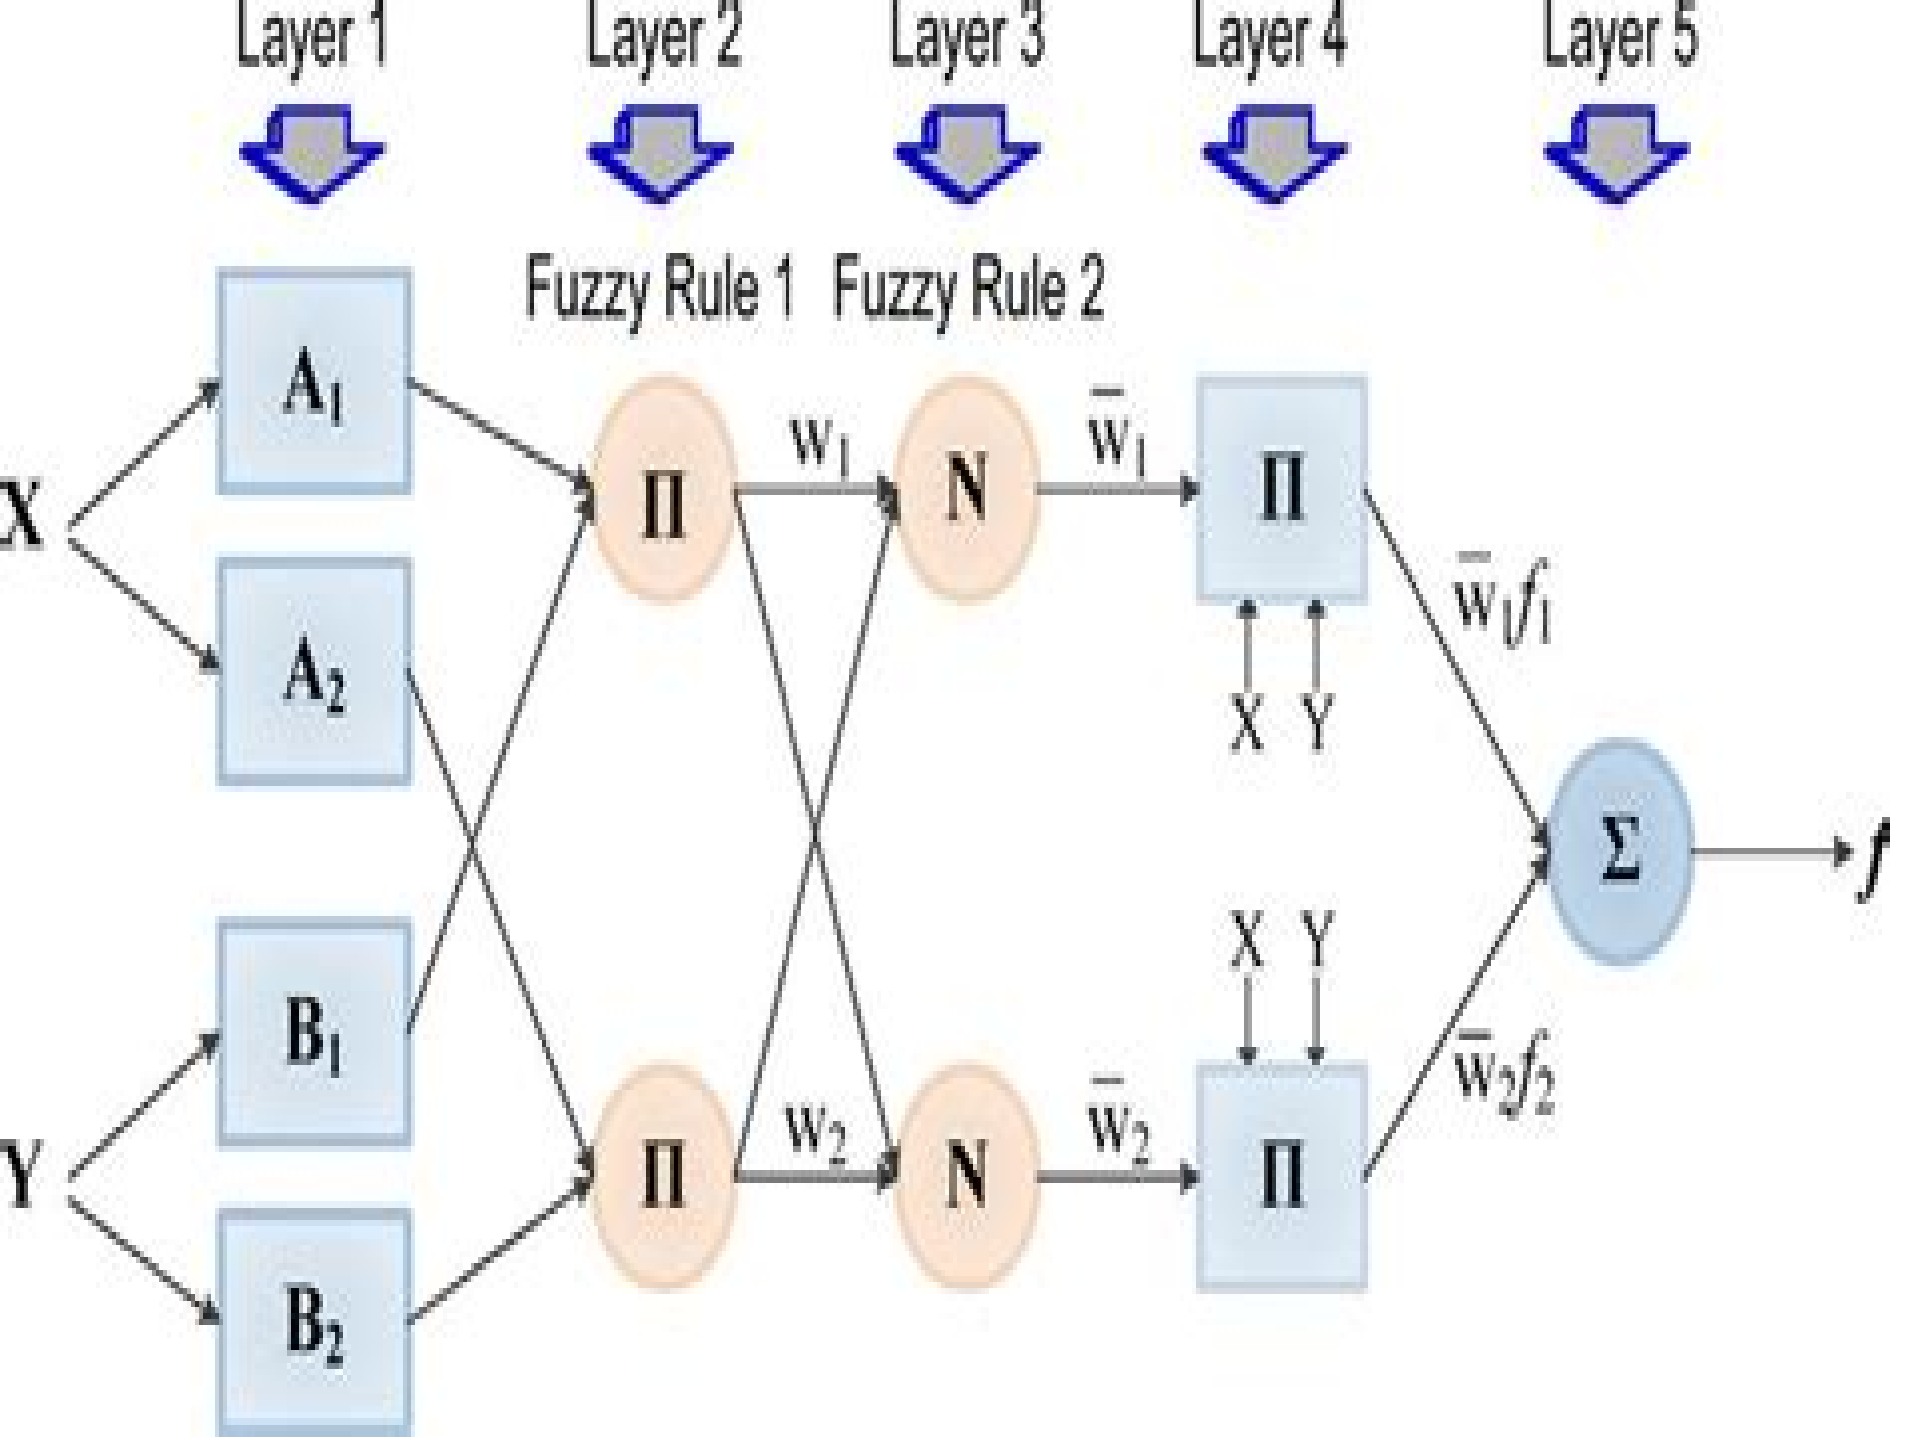 Layer 1 Layer 2 Layer 3 Layer 4 Layer 5
Fuzzy Rule 1 Fuzzy Rule 2
A₁
W₁
W̄₁
X
Π
N
Π
W̄₁f₁
A₂
X Y
Σ
f
X Y
B₁
W̄₂f₂
W₂
W̄₂
Y
Π
N
Π
B₂